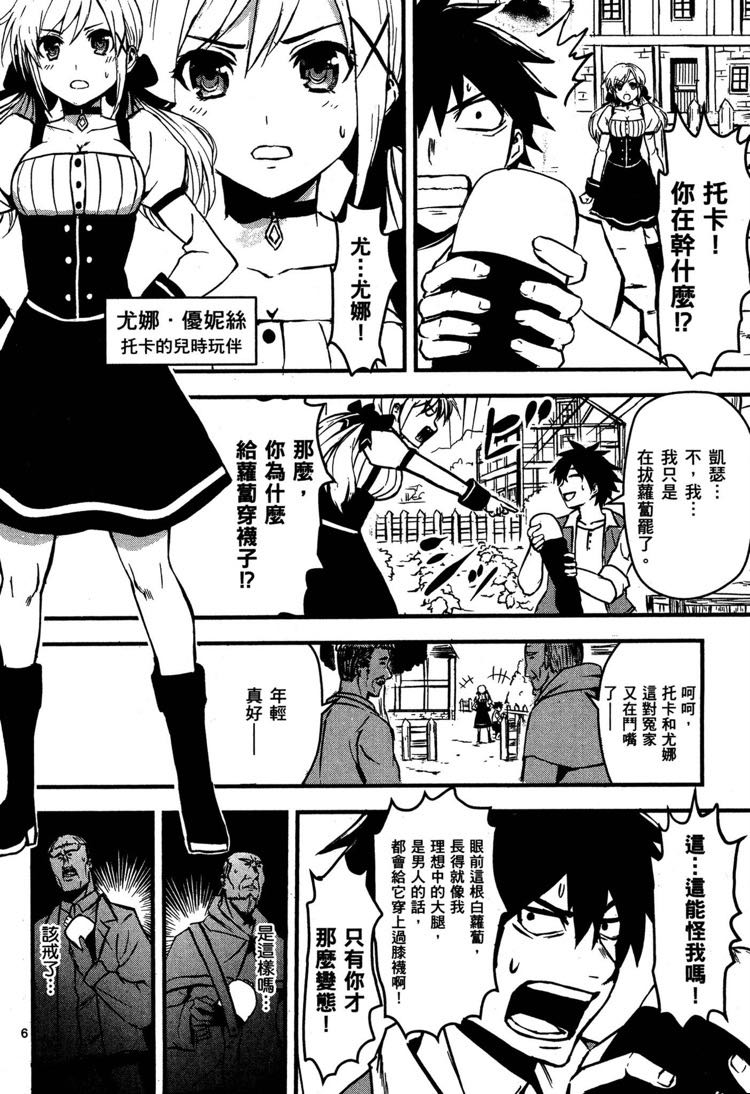 托卡！
你在幹什麼!?
尤…尤娜！
尤娜・優妮絲
托卡的兒時玩伴
凱瑟…
不，我…
我只是
在拔蘿蔔罷
了。
ビシッ
那麼，
你為什麼
給蘿蔔穿襪子!?
呵呵，
托卡和尤娜
這對冤家
又在鬥嘴
了——
年輕
真好——
這…這能怪我嗎！
眼前這根白蘿蔔，
長得就像我
理想中的大腿，
是男人的話，
都會給它穿上過膝襪啊！
只有你才
那麼變態！
是這樣嗎…
該戒了…
6